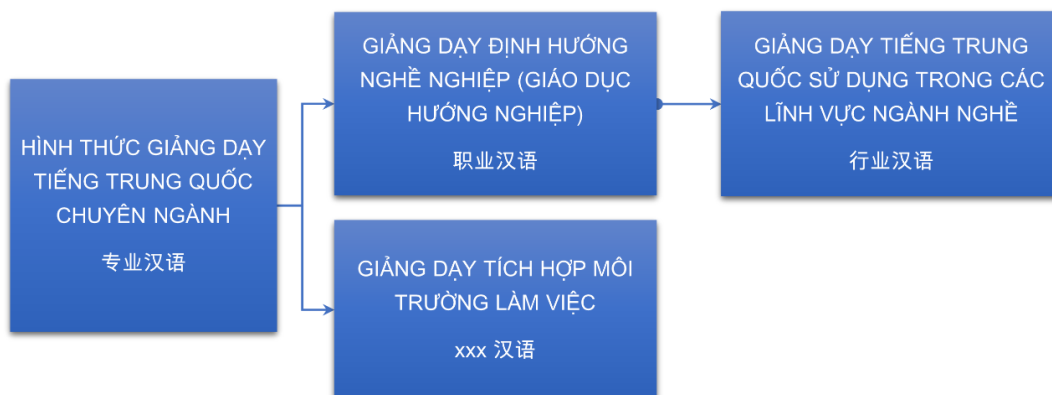 HÌNH THỨC GIẢNG DẠY
TIẾNG TRUNG QUỐC
CHUYÊN NGÀNH
专业汉语
GIẢNG DẠY ĐỊNH HƯỚNG
NGHỀ NGHIỆP (GIÁO DỤC
HƯỚNG NGHIỆP)
职业汉语
GIẢNG DẠY TIẾNG TRUNG
QUỐC SỬ DỤNG TRONG CÁC
LĨNH VỰC NGÀNH NGHỀ
行业汉语
GIẢNG DẠY TÍCH HỢP MÔI
TRƯỜNG LÀM VIỆC
xxx 汉语